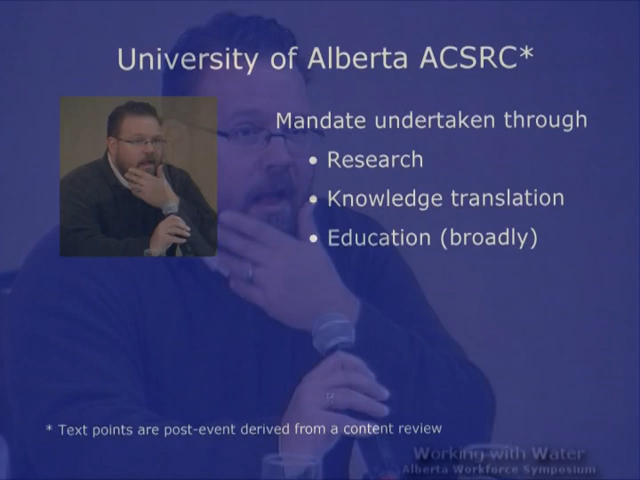 University of Alberta ACSRC*
Mandate undertaken through
• Research
• Knowledge translation
• Education (broadly)
* Text points are post-event derived from a content review
Working with Water
Alberta Workforce Symposium